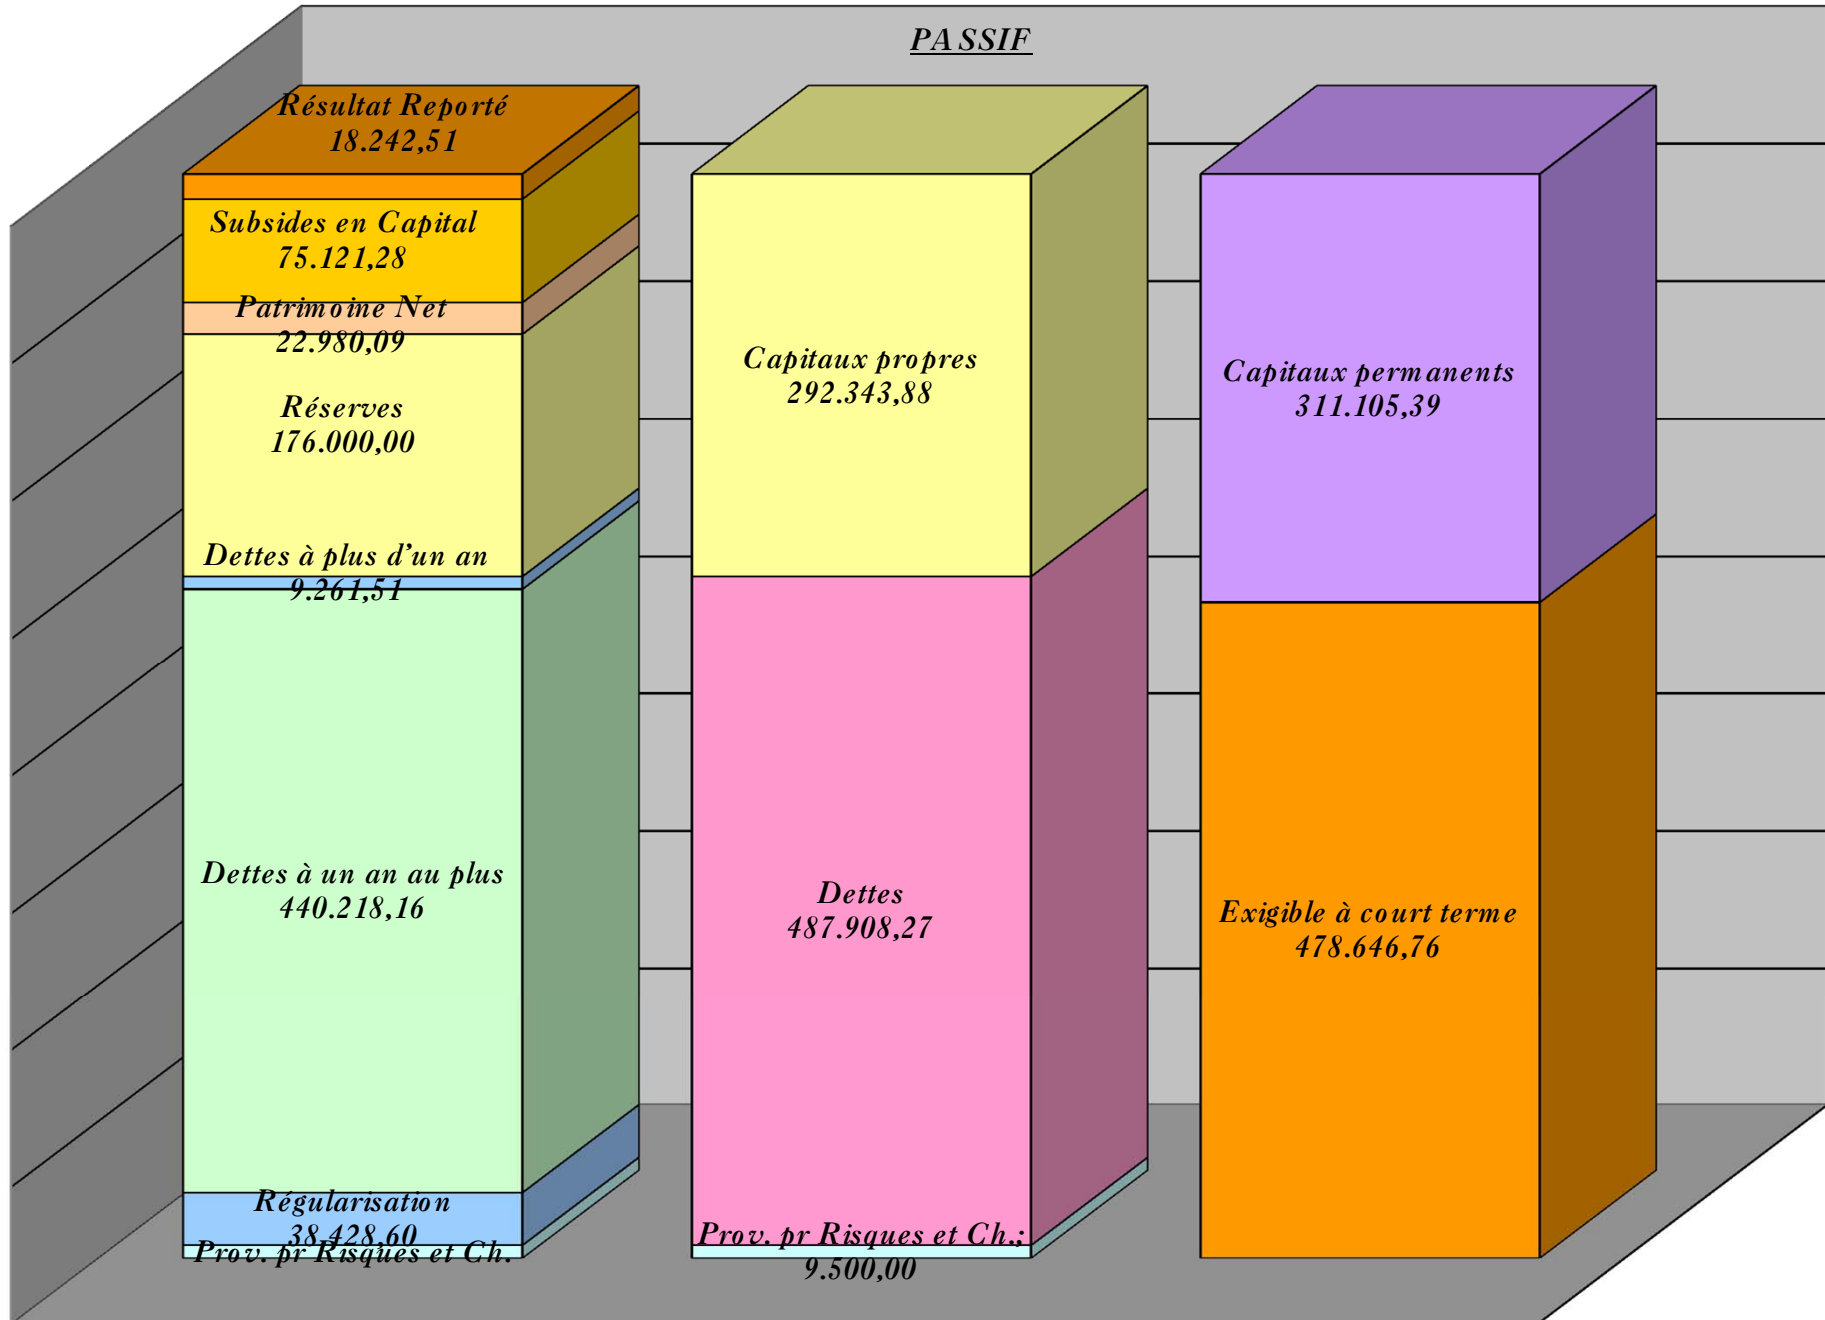 PASSIF
Résultat Reporté
18.242,51
Subsides en Capital
75.121,28
Patrimoine Net
22.980,09
Réserves
176.000,00
Dettes à plus d'un an
9.261,51
Dettes à un an au plus
440.218,16
Régularisation
38.428,60
Prov. pr Risques et Ch.
Capitaux propres
292.343,88
Dettes
487.908,27
Prov. pr Risques et Ch.;
9.500,00
Capitaux permanents
311.105,39
Exigible à court terme
478.646,76